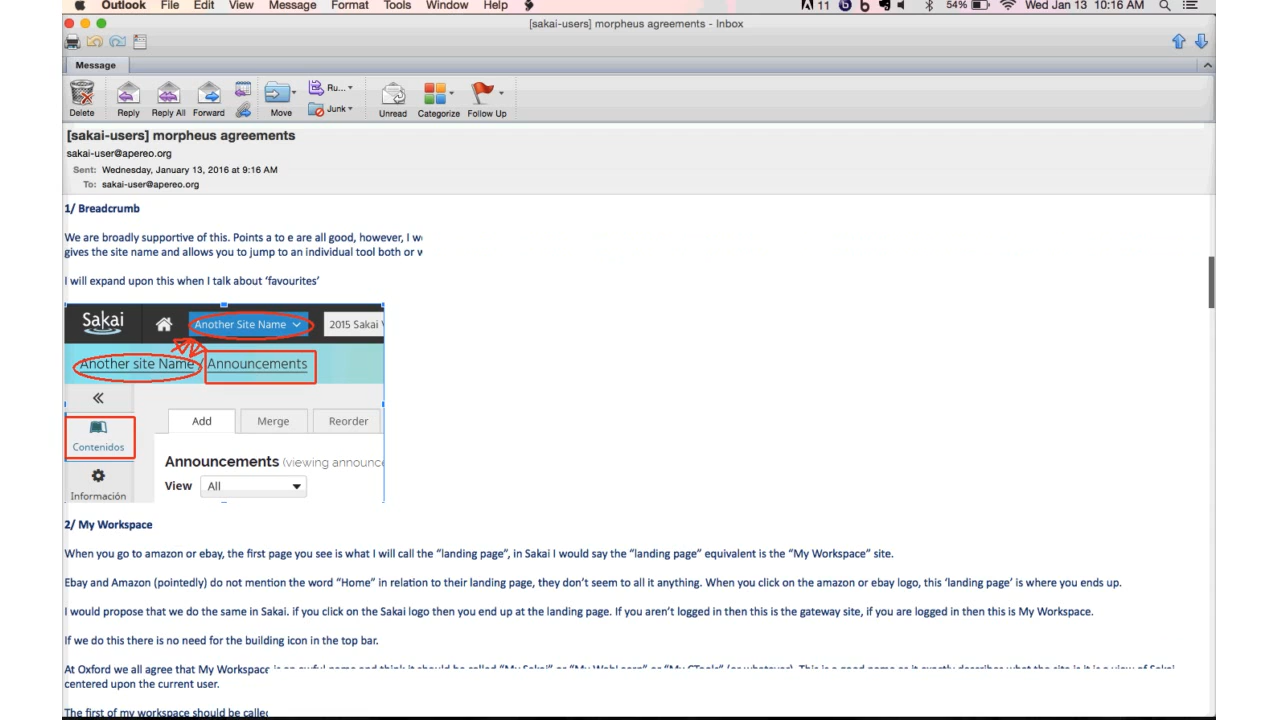 Outlook File Edit View Message Format Tools Window Help 11 54% Wed Jan 13 10:16 AM
[sakai-users] morpheus agreements - Inbox
Message
Delete Reply Reply All Forward Move Ru... Junk Unread Categorize Follow Up
[sakai-users] morpheus agreements
sakai-user@apereo.org
Sent: Wednesday, January 13, 2016 at 9:16 AM
To: sakai-user@apereo.org
1/ Breadcrumb
We are broadly supportive of this. Points a to e are all good, however, I
gives the site name and allows you to jump to an individual tool both or
I will expand upon this when I talk about ‘favourites’
Sakai Another Site Name 2015 Sakai
Another site Name / Announcements
Add Merge Reorder
Contenidos
Announcements (viewing
View All
Información
2/ My Workspace
When you go to amazon or ebay, the first page you see is what I will call the “landing page”, in Sakai I would say the “landing page” equivalent is the “My Workspace” site.
Ebay and Amazon (pointedly) do not mention the word “Home” in relation to their landing page, they don’t seem to all it anything. When you click on the amazon or ebay logo, this ‘landing page’ is where you ends up.
I would propose that we do the same in Sakai. if you click on the Sakai logo then you end up at the landing page. If you aren’t logged in then this is the gateway site, if you are logged in then this is My Workspace.
If we do this there is no need for the building icon in the top bar.
At Oxford we all agree that My Workspace
centered upon the current user.
The first of my workspace should be called